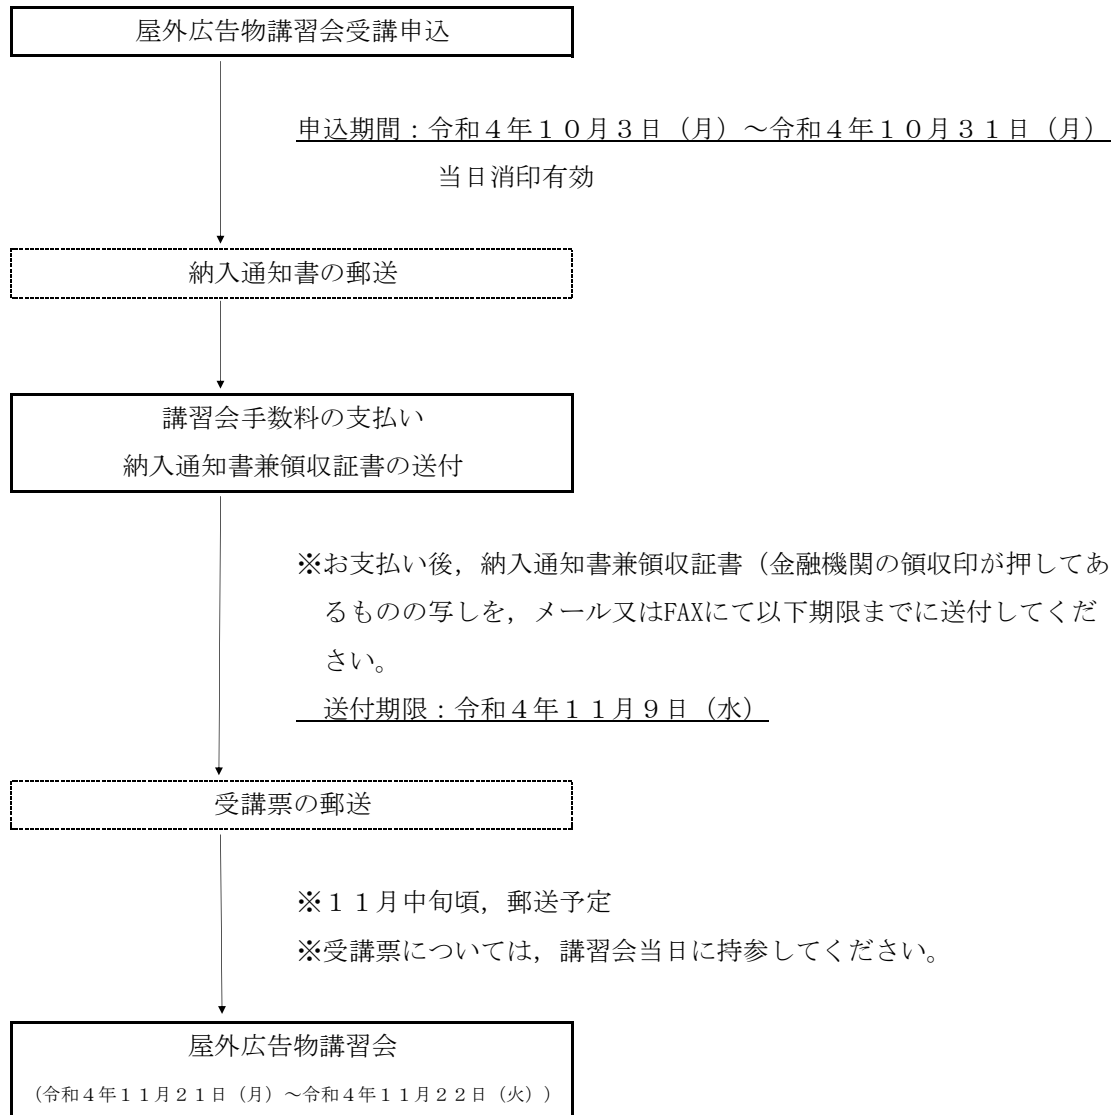 屋外広告物講習会受講申込
申込期間：令和４年１０月３日（月）～令和４年１０月３１日（月）
当日消印有効
納入通知書の郵送
講習会手数料の支払い
納入通知書兼領収証書の送付
※お支払い後，納入通知書兼領収証書（金融機関の領収印が押してあ
るものの写しを，メール又はFAXにて以下期限までに送付してくだ
さい。
送付期限：令和４年１１月９日（水）
受講票の郵送
※１１月中旬頃，郵送予定
※受講票については，講習会当日に持参してください。
屋外広告物講習会
（令和４年１１月２１日（月）～令和４年１１月２２日（火））